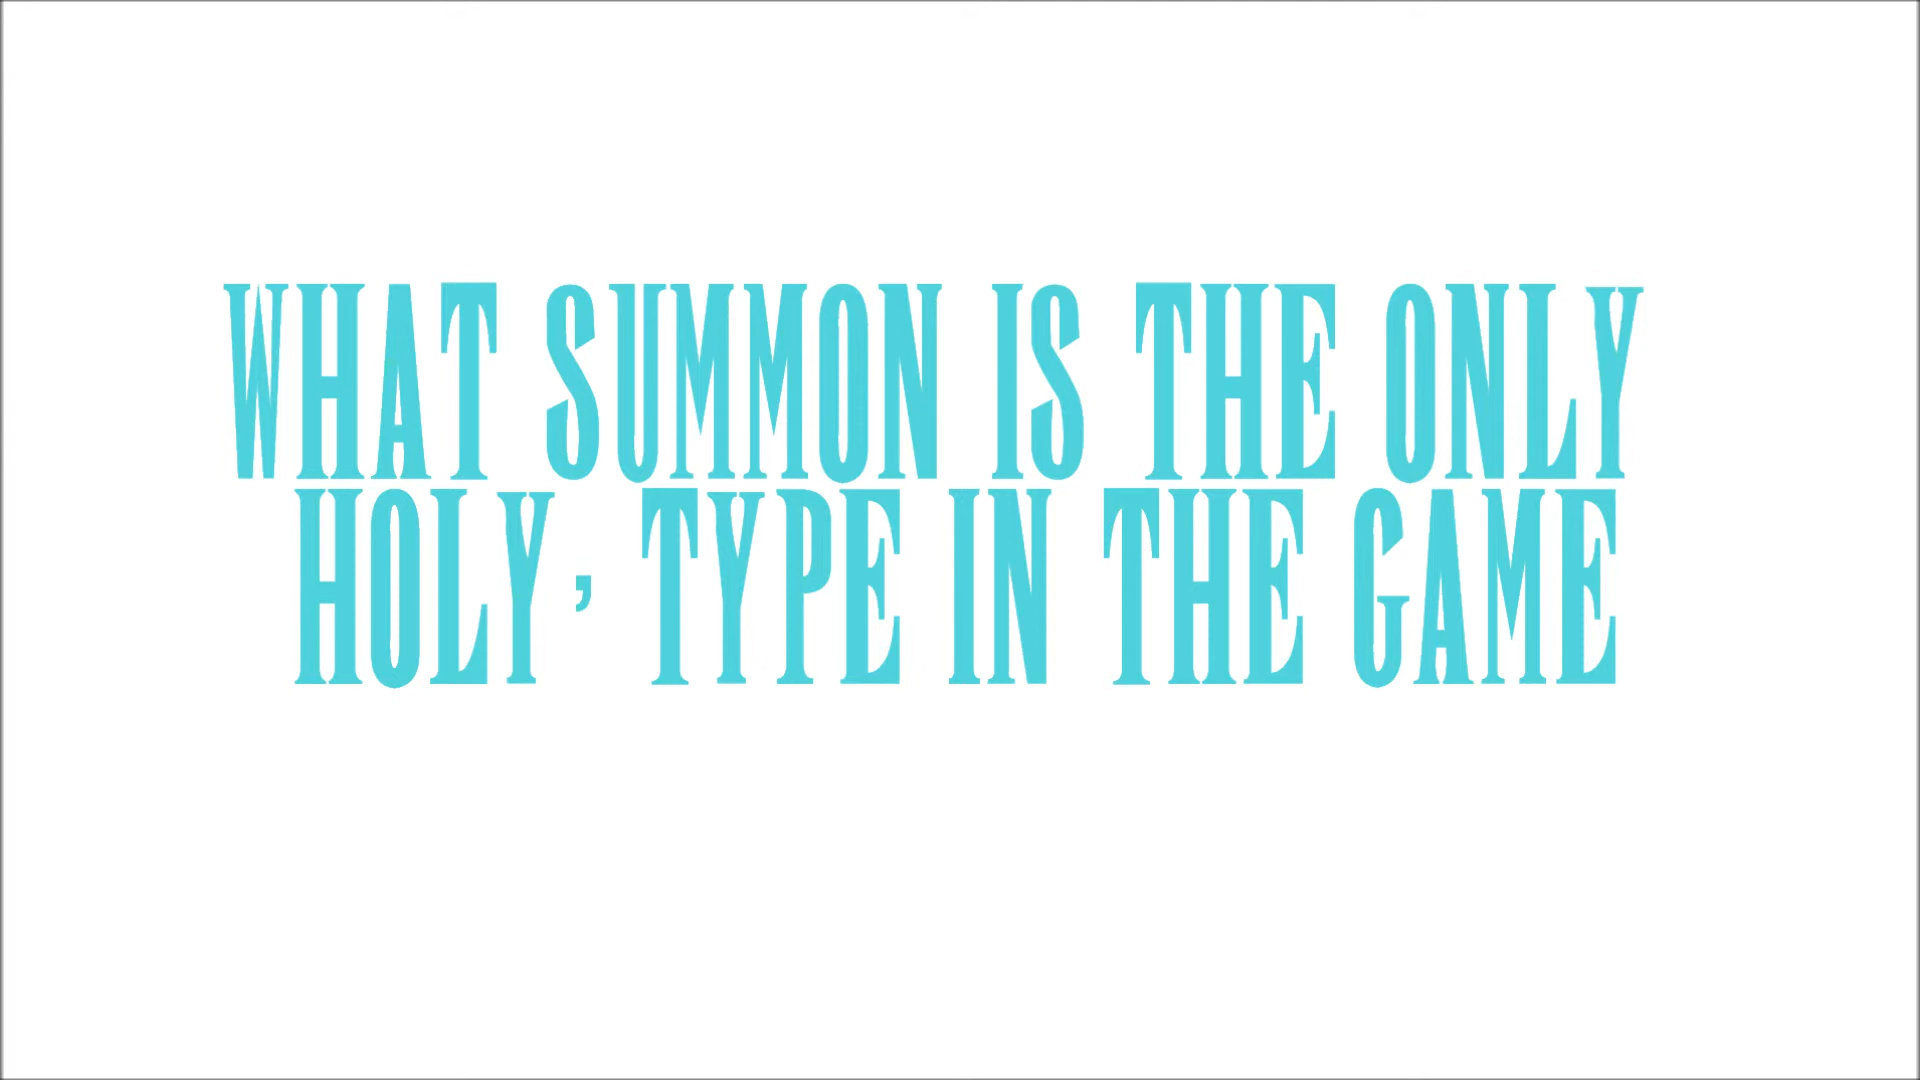 WHAT SUMMON IS THE ONLY
HOLY, TYPE IN THE GAME